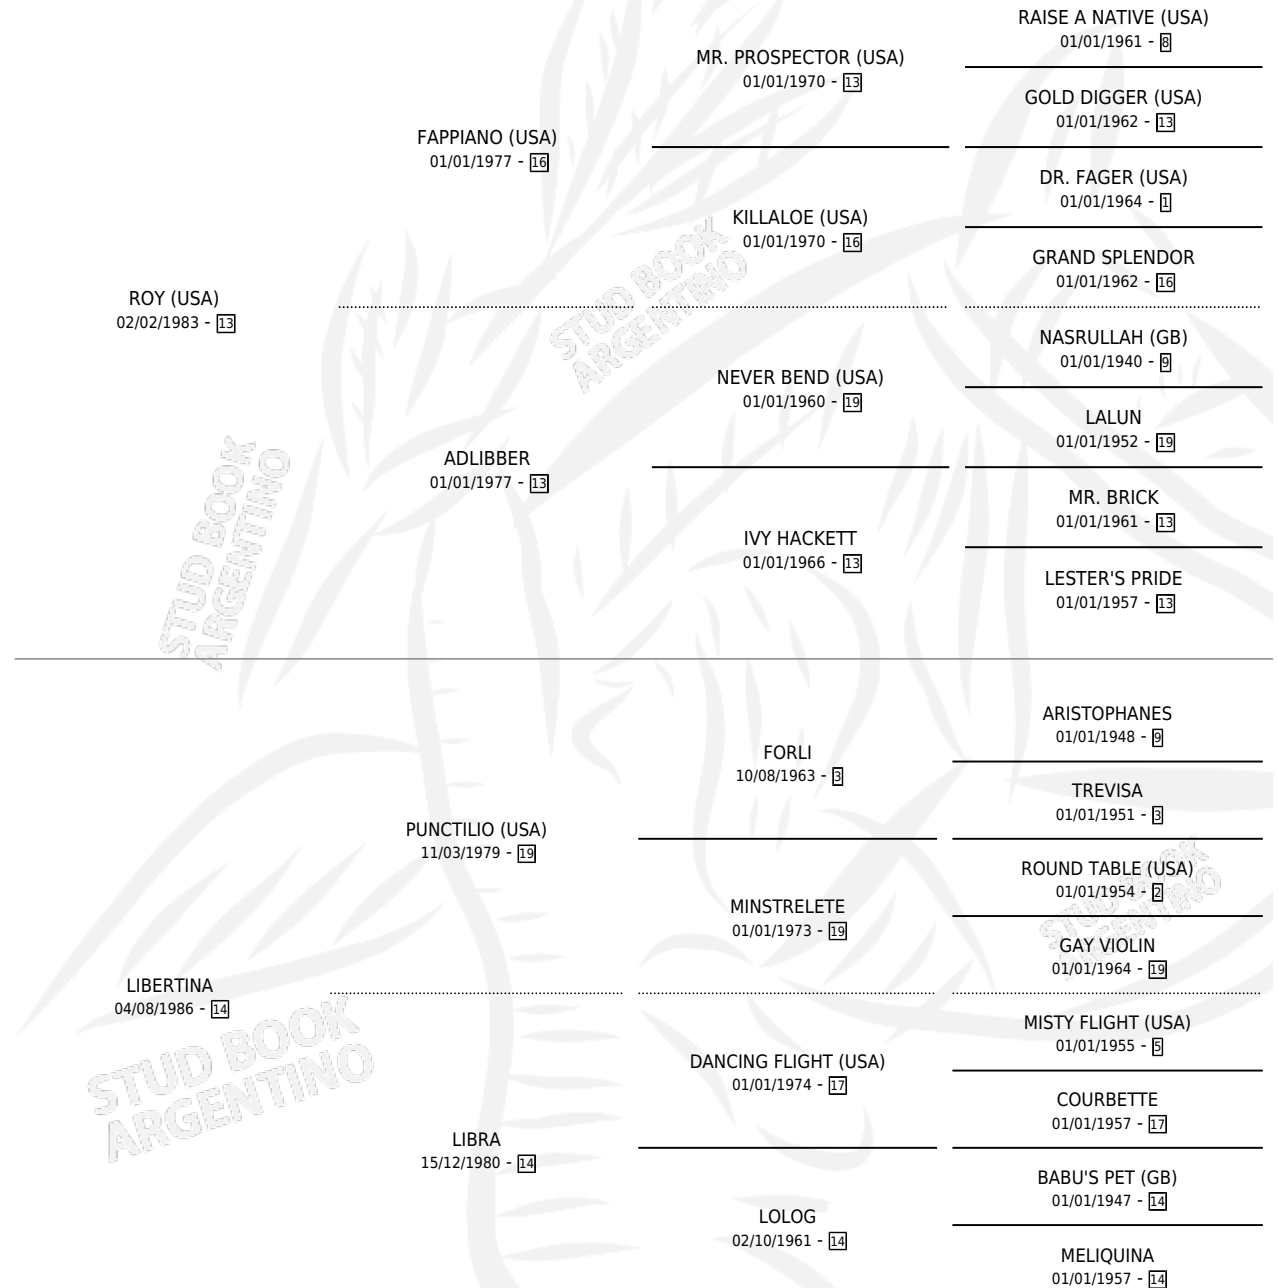 RAISE A NATIVE (USA)
01/01/1961 - 8
MR. PROSPECTOR (USA)
01/01/1970 - 13
GOLD DIGGER (USA)
01/01/1962 - 13
FAPPIANO (USA)
01/01/1977 - 16
DR. FAGER (USA)
01/01/1964 - 1
KILLALOE (USA)
01/01/1970 - 16
GRAND SPLENDOR
01/01/1962 - 16
ROY (USA)
02/02/1983 - 13
STUD BOOK
ARGENTINO
NASRULLAH (GB)
01/01/1940 - 9
NEVER BEND (USA)
01/01/1960 - 19
LALUN
01/01/1952 - 19
ADLIBBER
01/01/1977 - 13
MR. BRICK
01/01/1961 - 13
IVY HACKETT
01/01/1966 - 13
LESTER'S PRIDE
01/01/1957 - 13
STUD BOOK
ARGENTINO
ARISTOPHANES
01/01/1948 - 9
FORLI
10/08/1963 - 3
TREVISA
01/01/1951 - 3
PUNCTILIO (USA)
11/03/1979 - 19
ROUND TABLE (USA)
01/01/1954 - 2
STUD BOOK
ARGENTINO
MINSTRELETE
01/01/1973 - 19
GAY VIOLIN
01/01/1964 - 19
LIBERTINA
04/08/1986 - 14
STUD BOOK
ARGENTINO
MISTY FLIGHT (USA)
01/01/1955 - 5
DANCING FLIGHT (USA)
01/01/1974 - 17
COURBETTE
01/01/1957 - 17
LIBRA
15/12/1980 - 14
BABU'S PET (GB)
01/01/1947 - 14
LOLOG
02/10/1961 - 14
MELIQUINA
01/01/1957 - 14